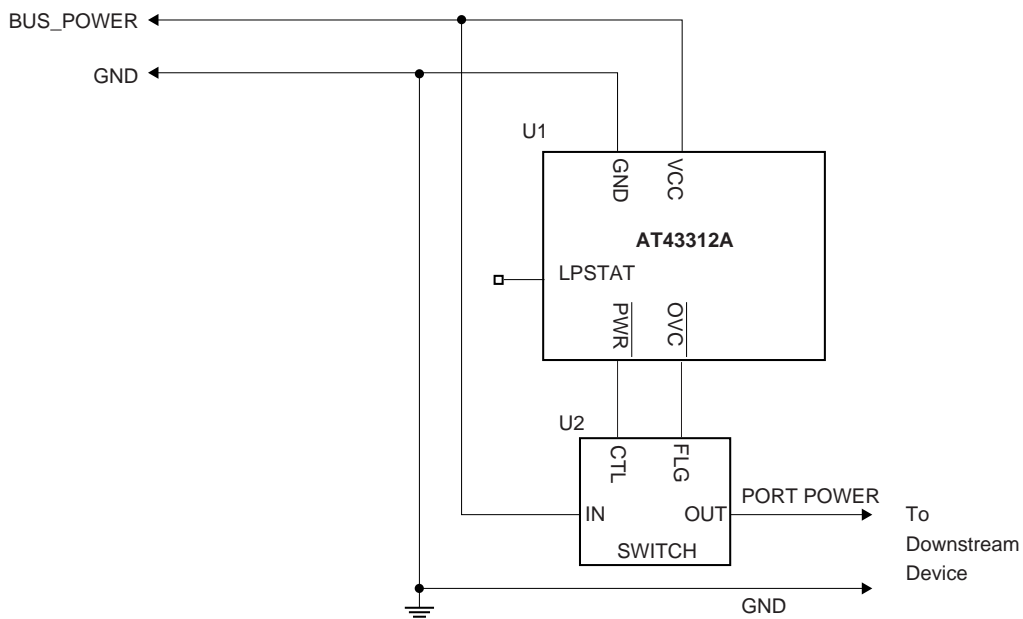 BUS_POWER
GND
U1
GND
VCC
AT43312A
LPSTAT
PWR
OVC
U2
CTL
FLG
PORT POWER
IN
OUT
To
Downstream
Device
SWITCH
GND